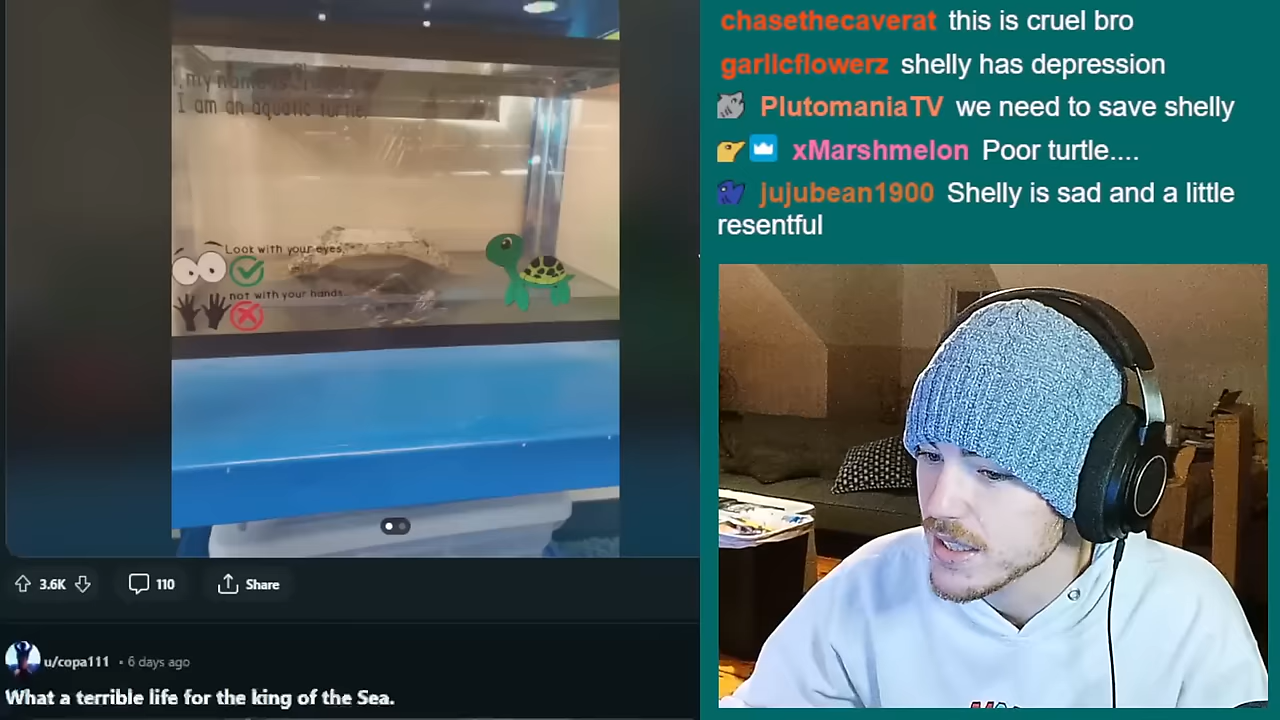 I am an aquatic turtle.
Look with your eyes,
not with your hands.
3.6K
110
Share
u/copa111 • 6 days ago
What a terrible life for the king of the Sea.
chasethecaverat this is cruel bro
garlicflowerz shelly has depression
PlutomaniaTV we need to save shelly
xMarshmelon Poor turtle....
jujubean1900 Shelly is sad and a little
resentful